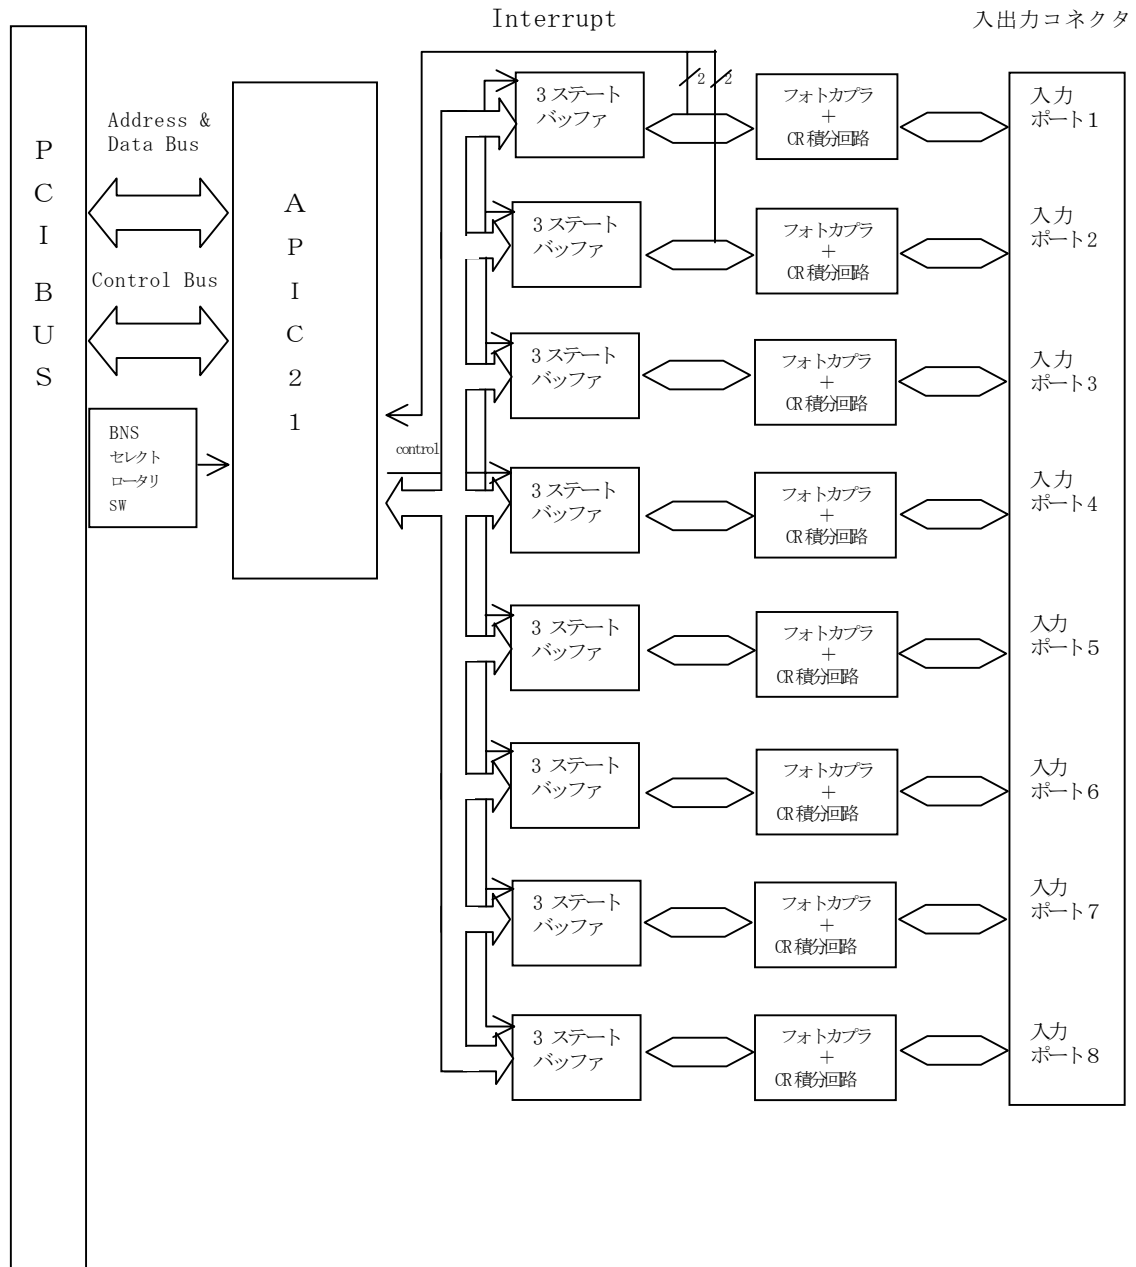 Interrupt
入出力コネクタ
Address &
Data Bus
Control Bus
P
C
I
B
U
S
A
P
I
C
2
1
BNS
セレクト
ロータリ
SW
control
2
2
3 ステート
バッファ
フォトカプラ
+
CR積分回路
入力
ポート1
3 ステート
バッファ
フォトカプラ
+
CR積分回路
入力
ポート2
3 ステート
バッファ
フォトカプラ
+
CR積分回路
入力
ポート3
3 ステート
バッファ
フォトカプラ
+
CR積分回路
入力
ポート4
3 ステート
バッファ
フォトカプラ
+
CR積分回路
入力
ポート5
3 ステート
バッファ
フォトカプラ
+
CR積分回路
入力
ポート6
3 ステート
バッファ
フォトカプラ
+
CR積分回路
入力
ポート7
3 ステート
バッファ
フォトカプラ
+
CR積分回路
入力
ポート8